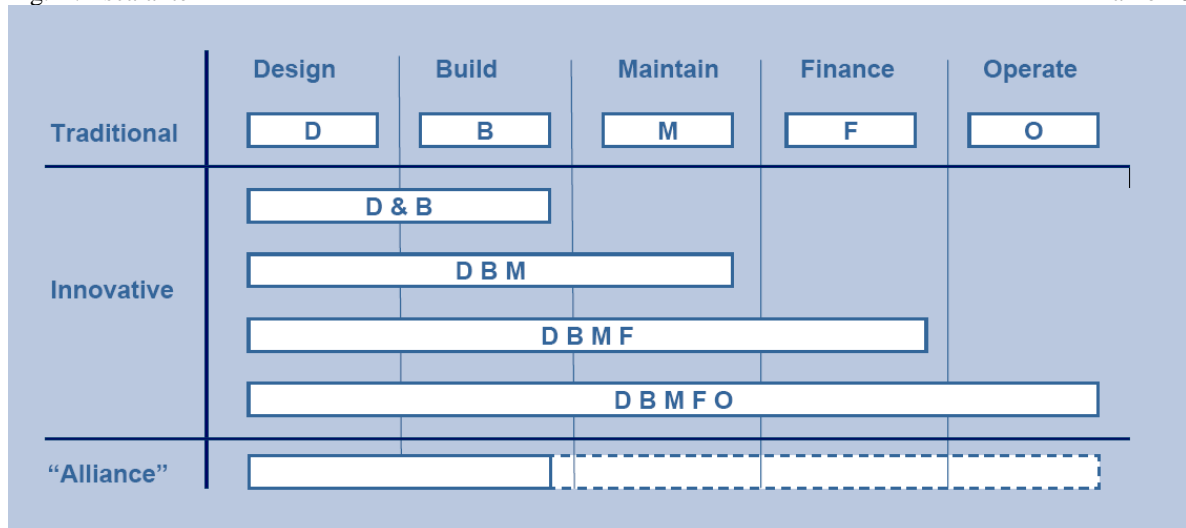 Design Build Maintain Finance Operate
Traditional D B M F O
D & B
D B M
Innovative
D B M F
D B M F O
“Alliance”